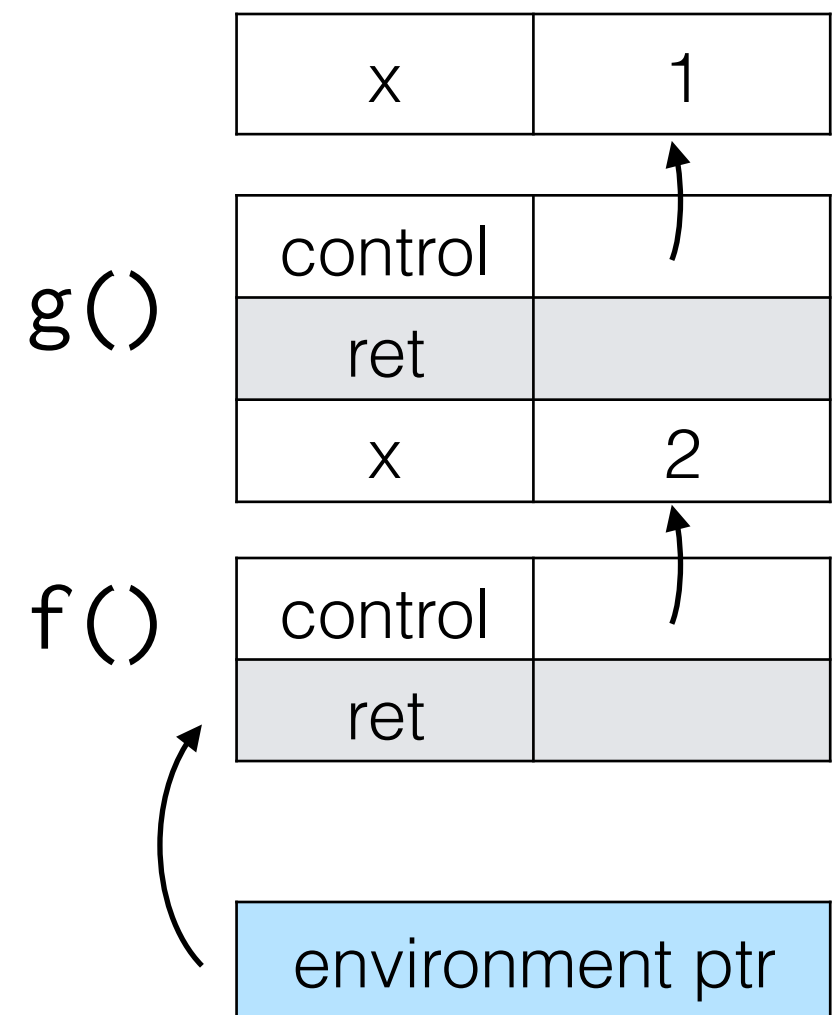 x 1
g()
control
ret
x 2
f()
control
ret
environment ptr